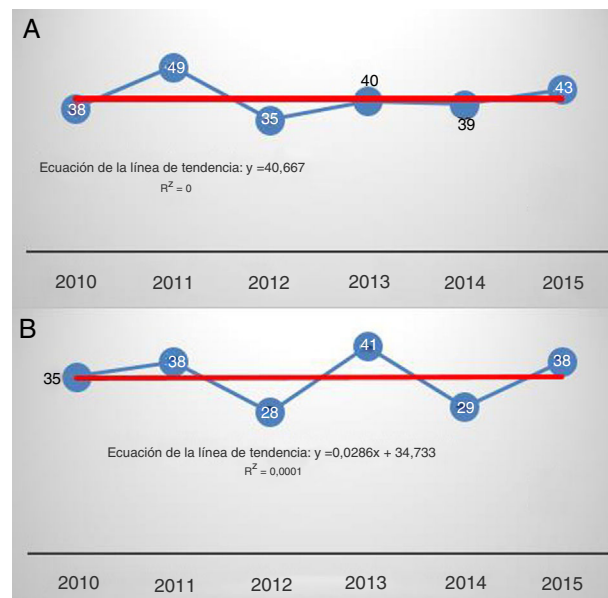 A
38
49
35
40
39
43
Ecuación de la línea de tendencia: y =40,667
R^z = 0
2010 2011 2012 2013 2014 2015
B
35
38
28
41
29
38
Ecuación de la línea de tendencia: y =0,0286x + 34,733
R^z = 0,0001
2010 2011 2012 2013 2014 2015